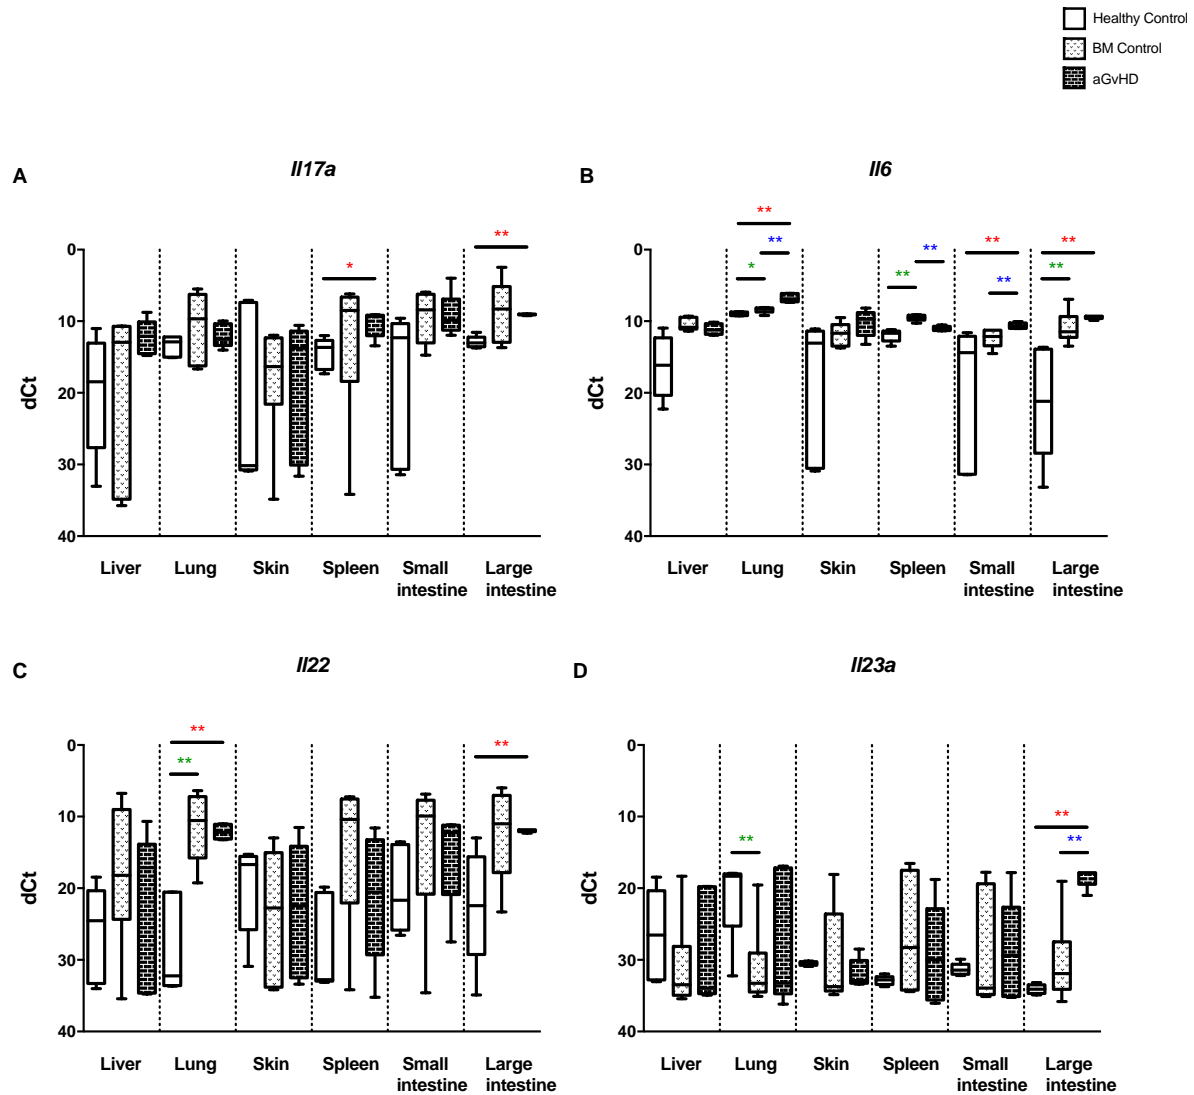 Healthy Control
BM Control
aGvHD
A
Il17a
B
Il6
**
**
*
**
**
**
*
**
**
**
**
**
0
10
20
30
40
dCt
0
10
20
30
40
dCt
Liver Lung Skin Spleen Small Large
intestine intestine
Liver Lung Skin Spleen Small Large
intestine intestine
C
Il22
D
Il23a
**
**
**
**
**
**
0
10
20
30
40
dCt
0
10
20
30
40
dCt
Liver Lung Skin Spleen Small Large
intestine intestine
Liver Lung Skin Spleen Small Large
intestine intestine